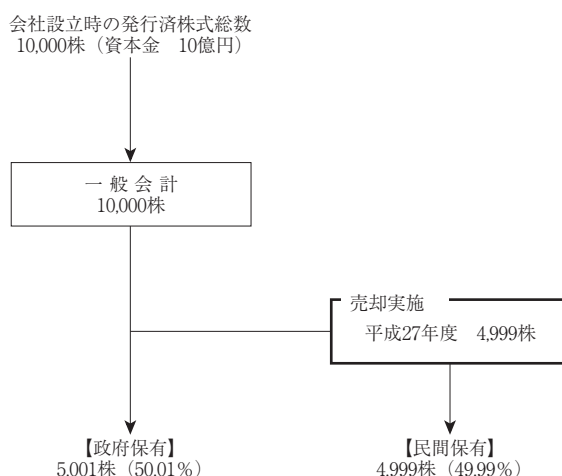 会社設立時の発行済株式総数
10,000株（資本金　10億円）
一 般 会 計
10,000株
売却実施
平成27年度　4,999株
【政府保有】
5,001株（50.01％）
【民間保有】
4,999株（49.99％）